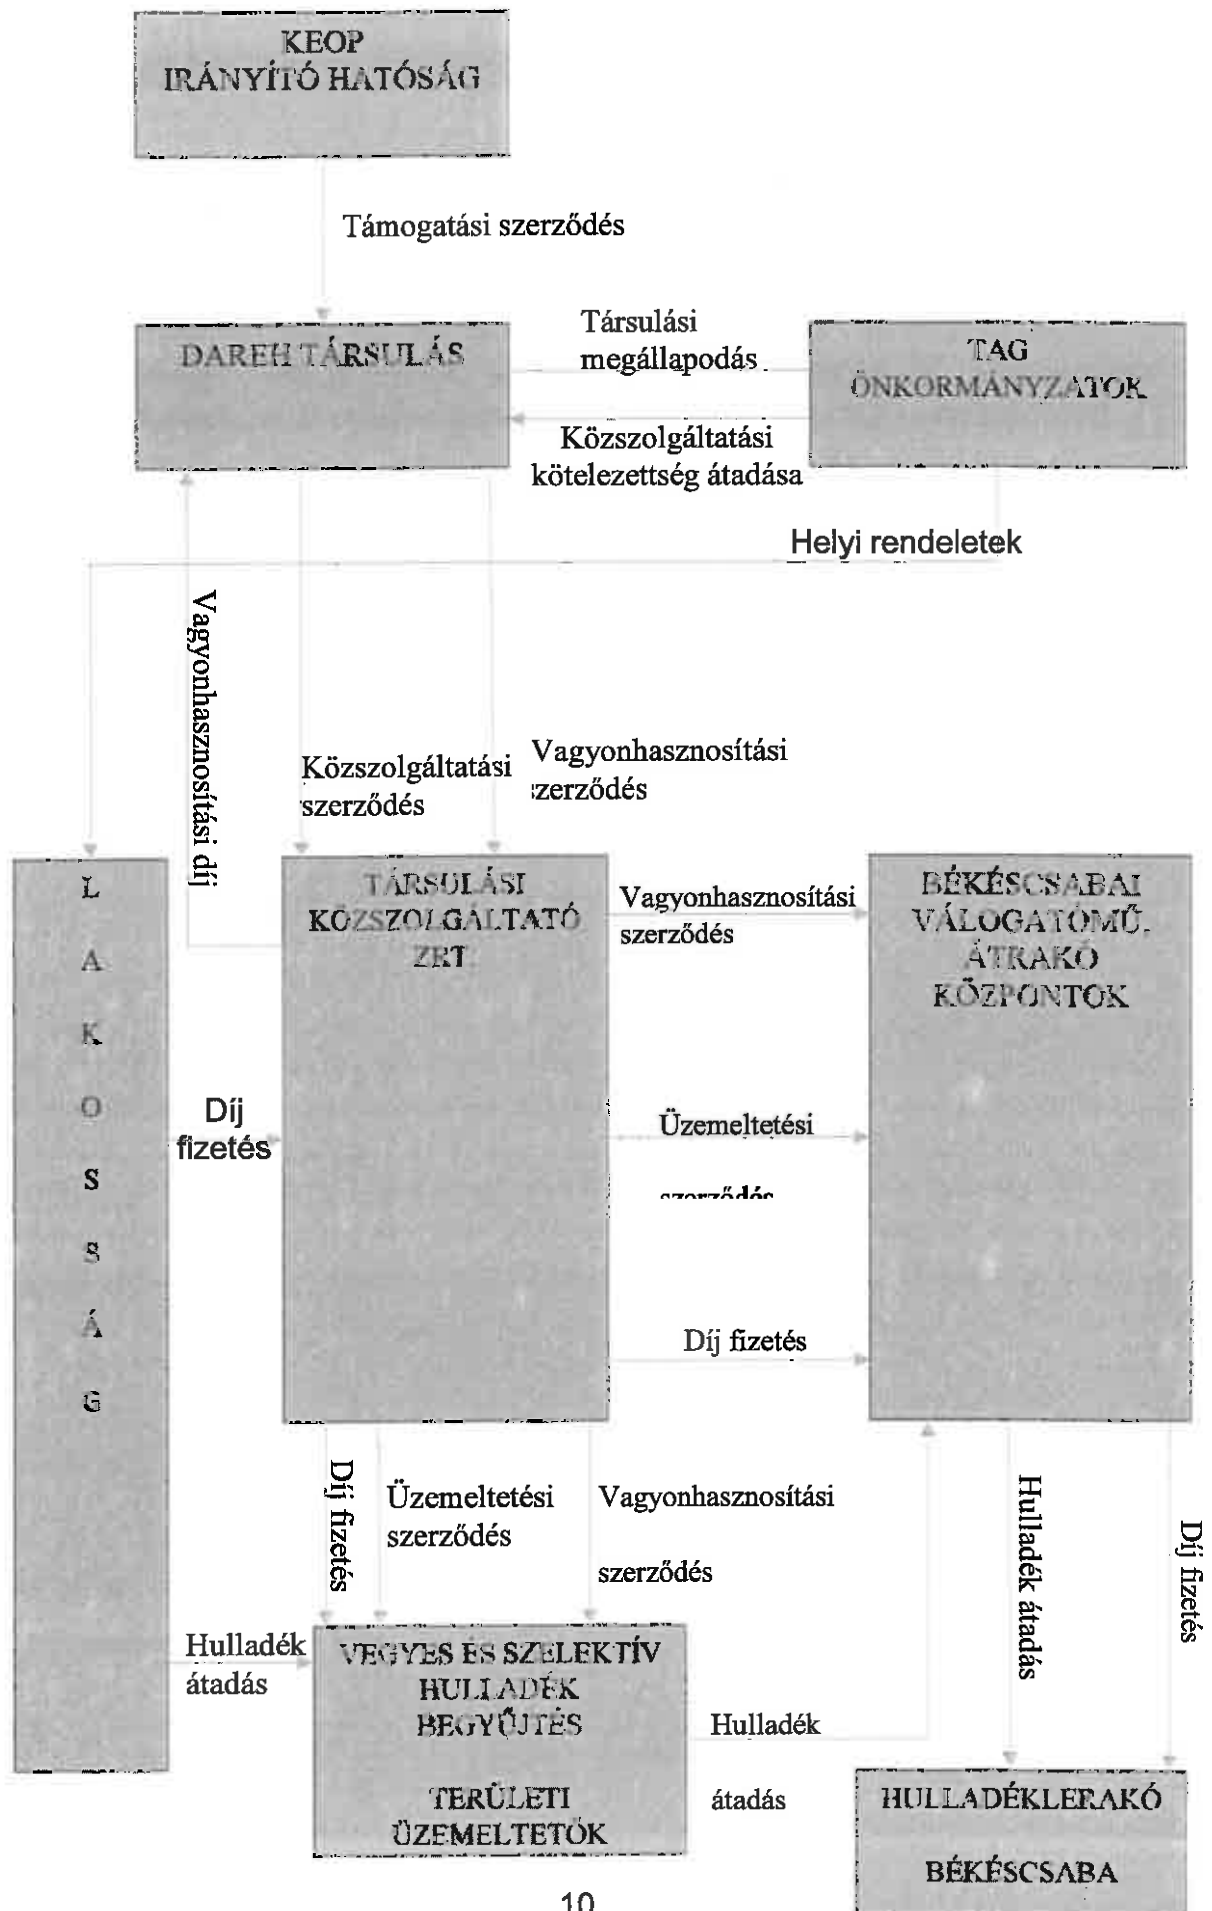 KEOP
IRÁNYÍTÓ HATÓSÁG
Támogatási szerződés
DAREH TÁRSULÁS
Társulási
megállapodás
TAG
ÖNKORMÁNYZATOK
Közszolgáltatási
kötelezettség átadása
Helyi rendeletek
Vagyonhasznosítási díj
Közszolgáltatási
szerződés
Vagyonhasznosítási
szerződés
L
A
K
O
S
S
Á
G
TÁRSULÁSI
KÖZSZOLGÁLTATÓ
ZRT.
Vagyonhasznosítási
szerződés
BÉKÉSCSABAI
VÁLOGATÓMŰ,
ÁTRAKÓ
KÖZPONTOK
Díj
fizetés
Üzemeltetési
szerződés
Díj fizetés
Díj fizetés
Üzemeltetési
szerződés
Vagyonhasznosítási
szerződés
Hulladék átadás
Díj fizetés
Hulladék
átadás
VEGYES ÉS SZELEKTÍV
HULLADÉK
BEGYŰJTÉS
TERÜLETI
ÜZEMELTETŐK
Hulladék
átadás
HULLADÉKLERAKÓ
BÉKÉSCSABA
10